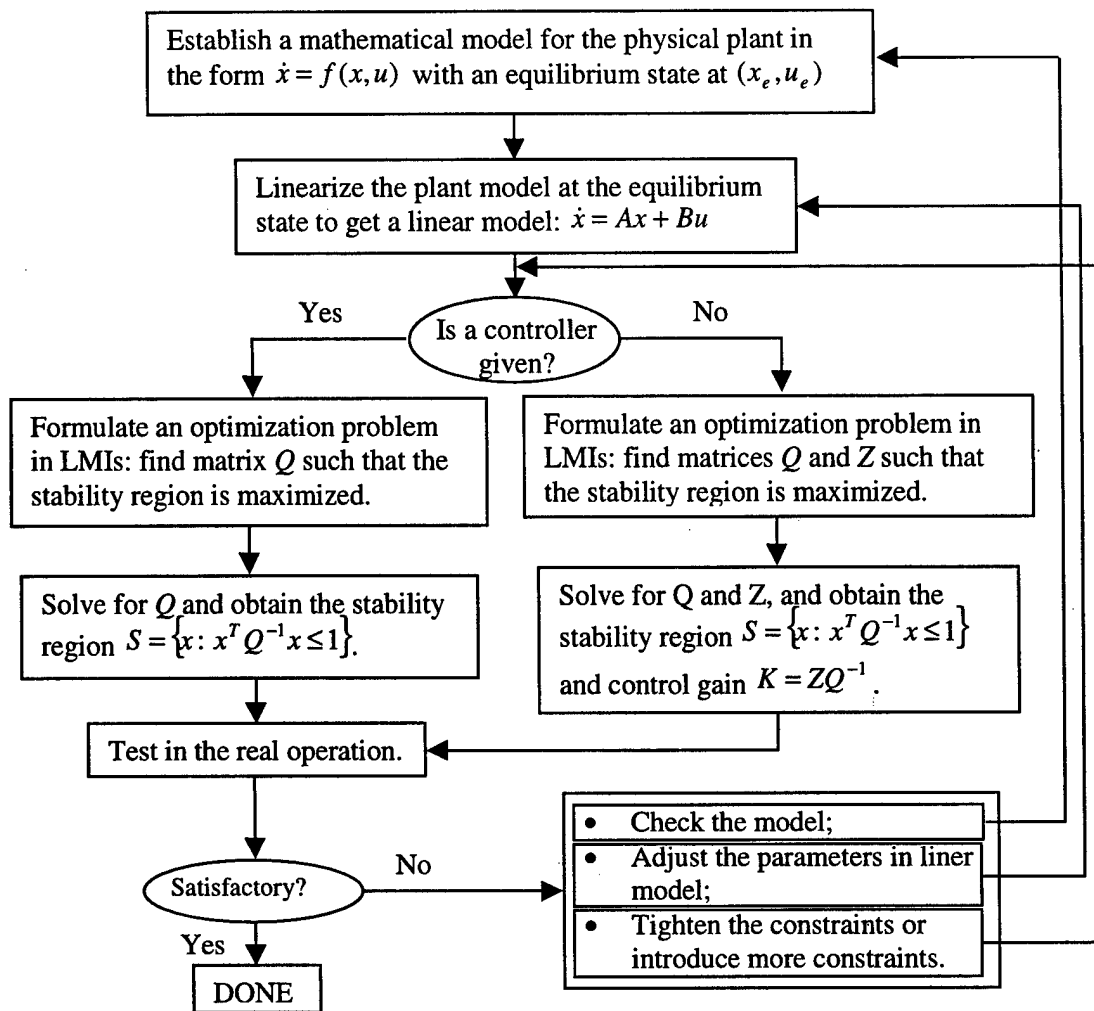 Establish a mathematical model for the physical plant in
the form ẋ = f(x,u) with an equilibrium state at (xₑ,uₑ)
Linearize the plant model at the equilibrium
state to get a linear model: ẋ = Ax + Bu
Is a controller
given?
Yes
No
Formulate an optimization problem
in LMIs: find matrix Q such that the
stability region is maximized.
Formulate an optimization problem in
LMIs: find matrices Q and Z such that
the stability region is maximized.
Solve for Q and obtain the stability
region S = {x: xᵀQ⁻¹x ≤ 1}.
Solve for Q and Z, and obtain the
stability region S = {x: xᵀQ⁻¹x ≤ 1}
and control gain K = ZQ⁻¹.
Test in the real operation.
Satisfactory?
No
• Check the model;
• Adjust the parameters in liner
model;
• Tighten the constraints or
introduce more constraints.
Yes
DONE